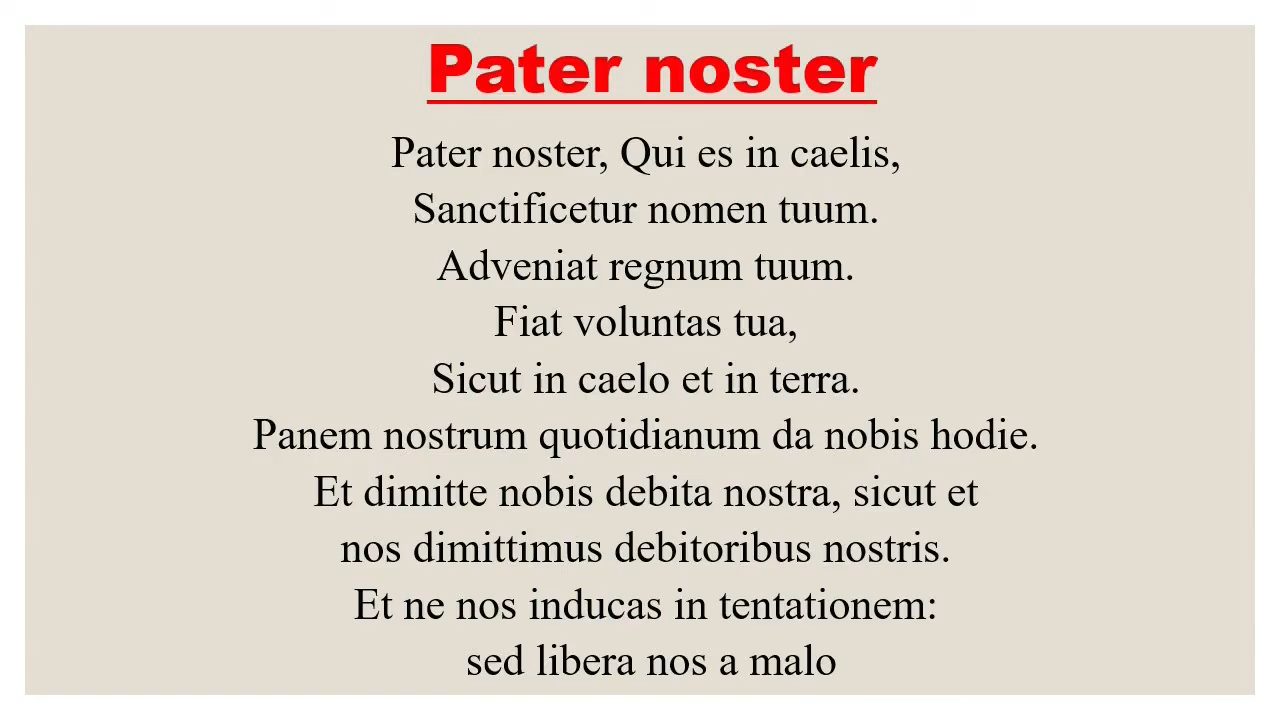 Pater noster
Pater noster, Qui es in caelis,
Sanctificetur nomen tuum.
Adveniat regnum tuum.
Fiat voluntas tua,
Sicut in caelo et in terra.
Panem nostrum quotidianum da nobis hodie.
Et dimitte nobis debita nostra, sicut et
nos dimittimus debitoribus nostris.
Et ne nos inducas in tentationem:
sed libera nos a malo